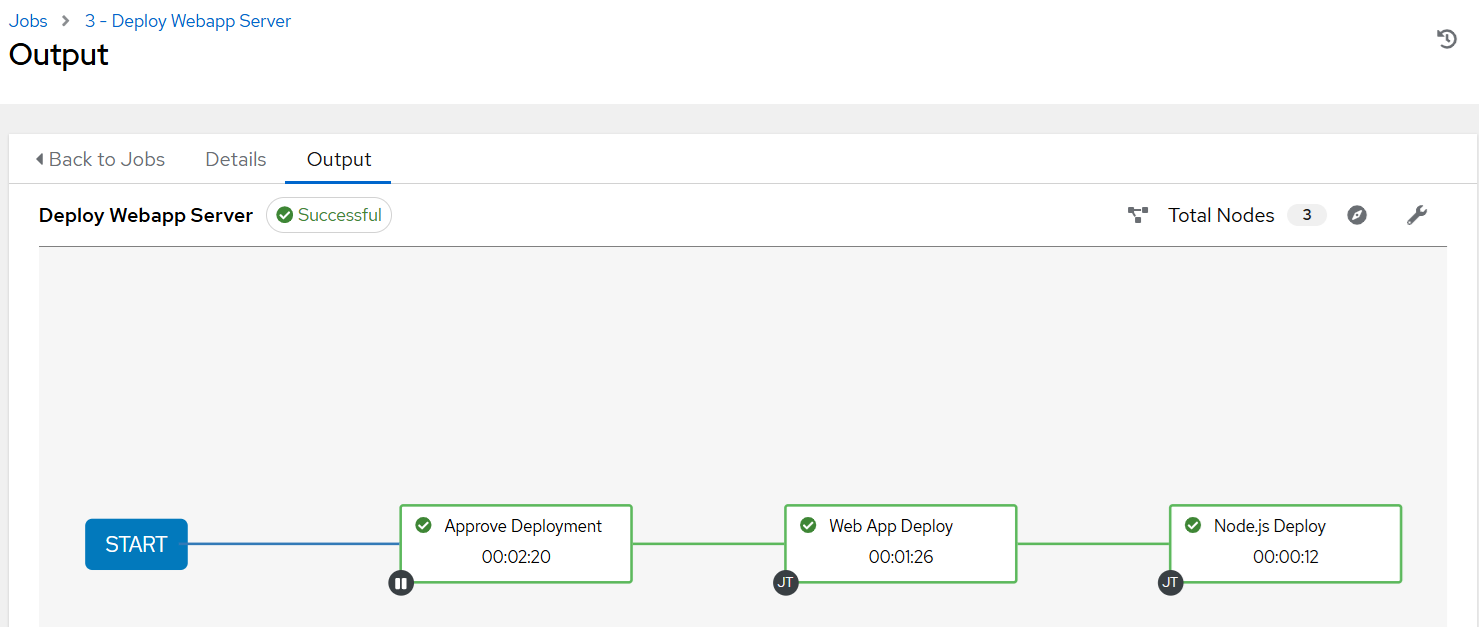 Jobs > 3 - Deploy Webapp Server
Output
Back to Jobs Details Output
Deploy Webapp Server Successful Total Nodes 3
START
Approve Deployment
00:02:20
Web App Deploy
00:01:26
JT
Node.js Deploy
00:00:12
JT